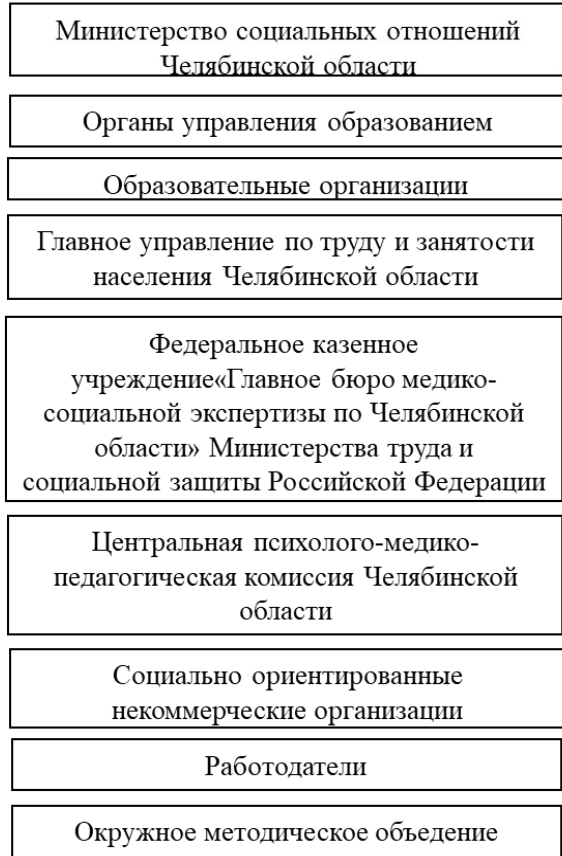 Министерство социальных отношений
Челябинской области
Органы управления образованием
Образовательные организации
Главное управление по труду и занятости
населения Челябинской области
Федеральное казенное
учреждение«Главное бюро медико-
социальной экспертизы по Челябинской
области» Министерства труда и
социальной защиты Российской Федерации
Центральная психолого-медико-
педагогическая комиссия Челябинской
области
Социально ориентированные
некоммерческие организации
Работодатели
Окружное методическое объедение